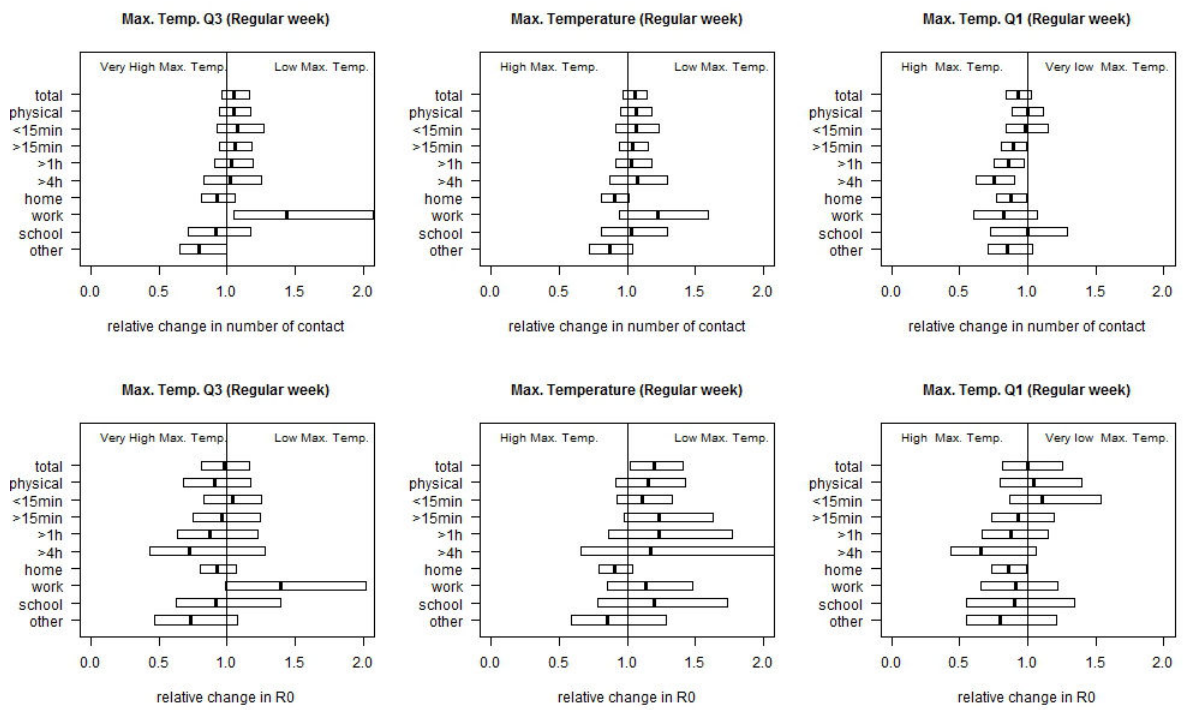 Max. Temp. Q3 (Regular week)
Very High Max. Temp.
Low Max. Temp.
total
physical
<15min
>15min
>1h
>4h
home
work
school
other
0.0 0.5 1.0 1.5 2.0
relative change in number of contact
Max. Temperature (Regular week)
High Max. Temp.
Low Max. Temp.
total
physical
<15min
>15min
>1h
>4h
home
work
school
other
0.0 0.5 1.0 1.5 2.0
relative change in number of contact
Max. Temp. Q1 (Regular week)
High Max. Temp.
Very low Max. Temp.
total
physical
<15min
>15min
>1h
>4h
home
work
school
other
0.0 0.5 1.0 1.5 2.0
relative change in number of contact
Max. Temp. Q3 (Regular week)
Very High Max. Temp.
Low Max. Temp.
total
physical
<15min
>15min
>1h
>4h
home
work
school
other
0.0 0.5 1.0 1.5 2.0
relative change in R0
Max. Temperature (Regular week)
High Max. Temp.
Low Max. Temp.
total
physical
<15min
>15min
>1h
>4h
home
work
school
other
0.0 0.5 1.0 1.5 2.0
relative change in R0
Max. Temp. Q1 (Regular week)
High Max. Temp.
Very low Max. Temp.
total
physical
<15min
>15min
>1h
>4h
home
work
school
other
0.0 0.5 1.0 1.5 2.0
relative change in R0